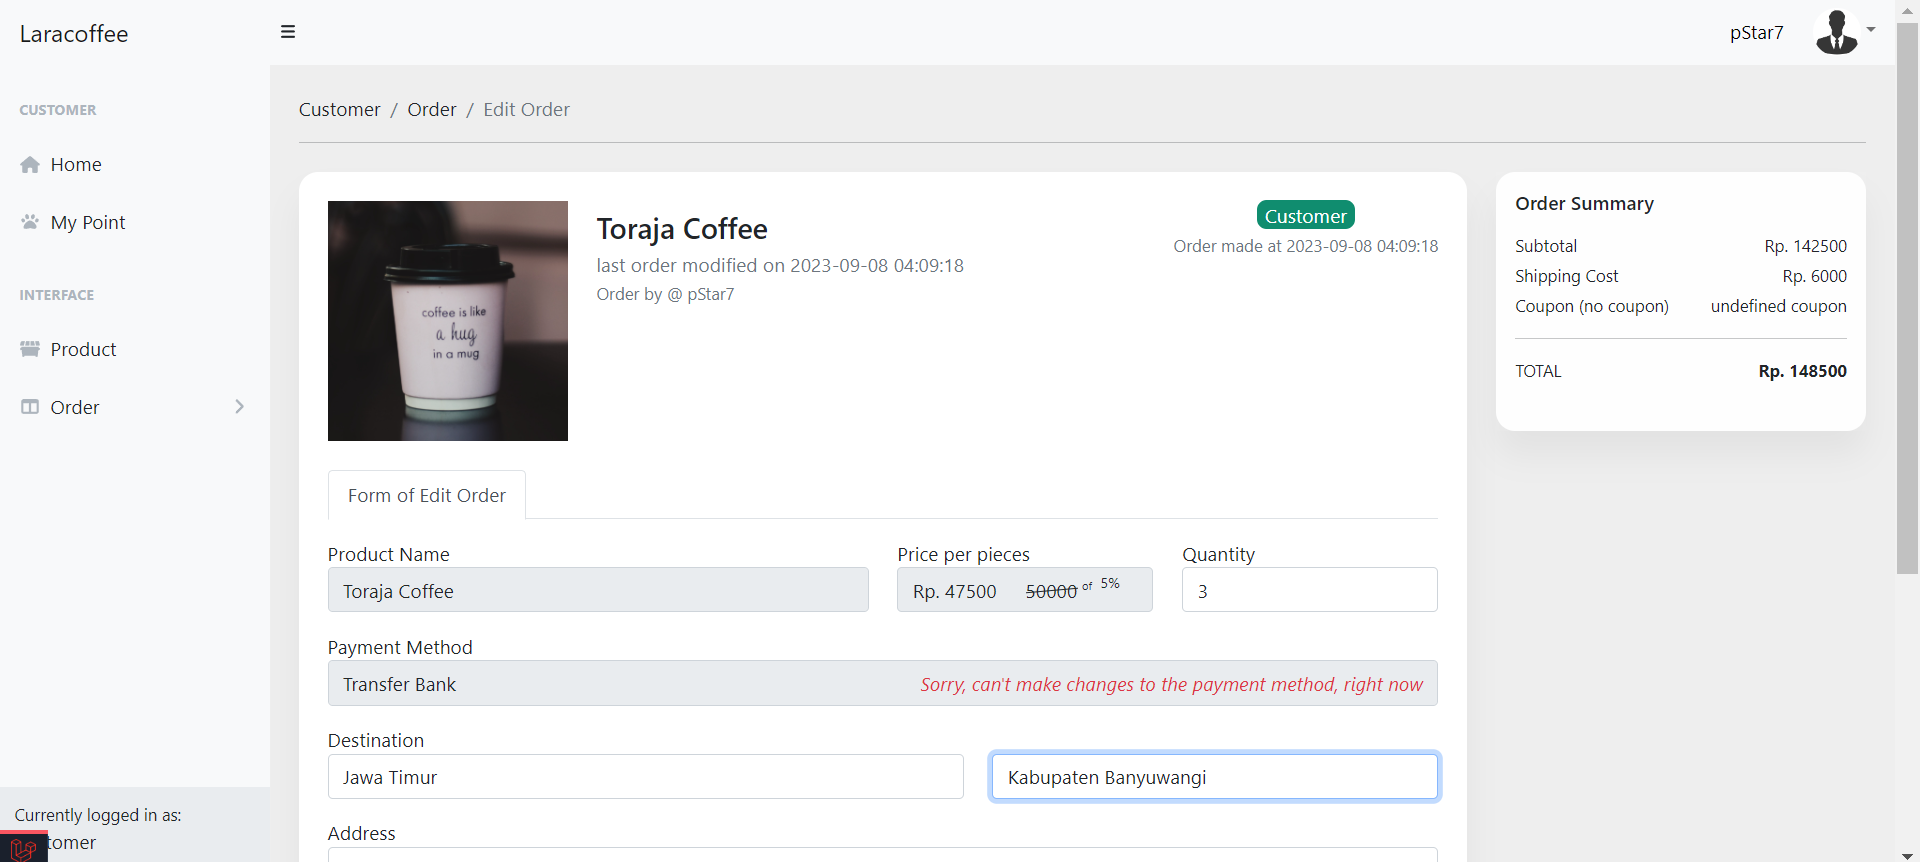 Laracoffee
pStar7
CUSTOMER
Home
My Point
INTERFACE
Product
Order
Currently logged in as:
tomer
Customer / Order / Edit Order
coffee is like
a hug
in a mug
Toraja Coffee
last order modified on 2023-09-08 04:09:18
Order by @ pStar7
Customer
Order made at 2023-09-08 04:09:18
Form of Edit Order
Product Name
Toraja Coffee
Price per pieces
Rp. 47500 50000 of 5%
Quantity
3
Payment Method
Transfer Bank
Sorry, can't make changes to the payment method, right now
Destination
Jawa Timur
Kabupaten Banyuwangi
Address
Order Summary
Subtotal Rp. 142500
Shipping Cost Rp. 6000
Coupon (no coupon) undefined coupon
TOTAL Rp. 148500